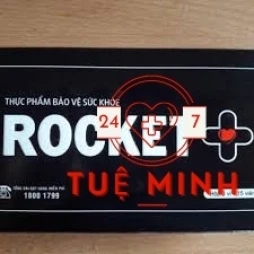 THỰC PHẨM BẢO VỆ SỨC KHỎE
ROCKET
24 7
TUỆ MINH
1800 1799